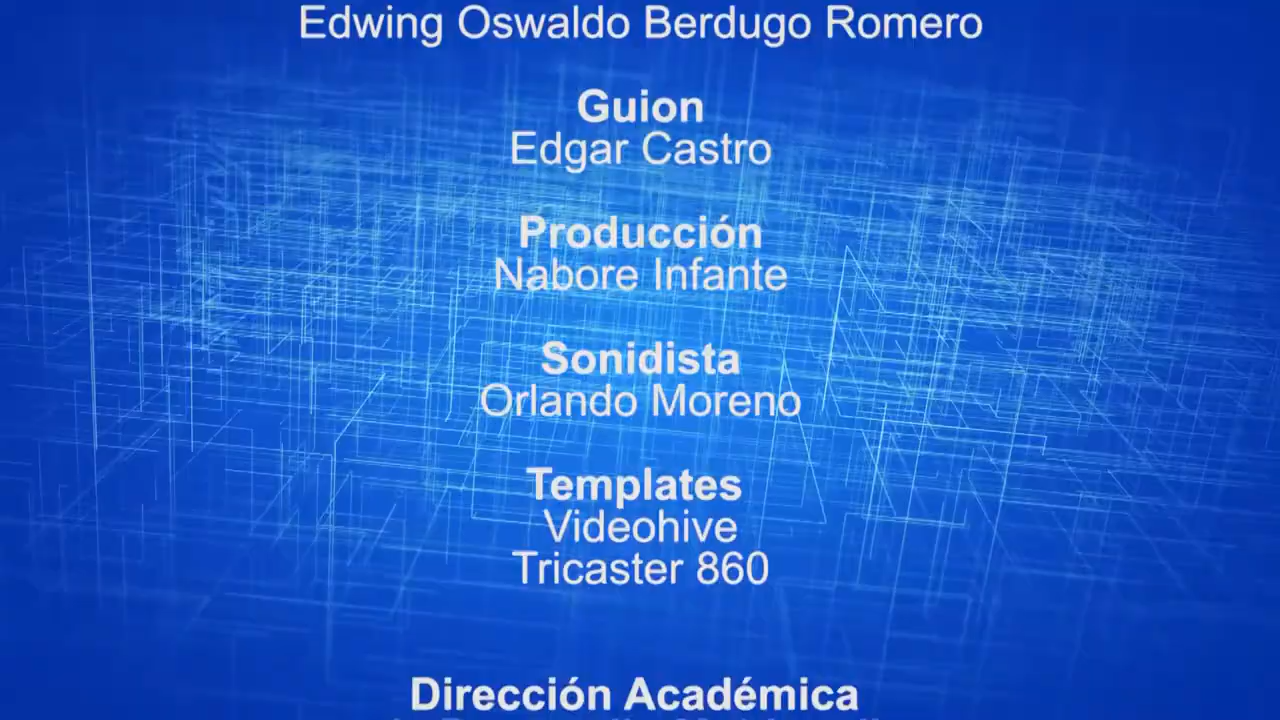 Edwing Oswaldo Berdugo Romero
Guion
Edgar Castro
Producción
Nabore Infante
Sonidista
Orlando Moreno
Templates
Videohive
Tricaster 860
Dirección Académica